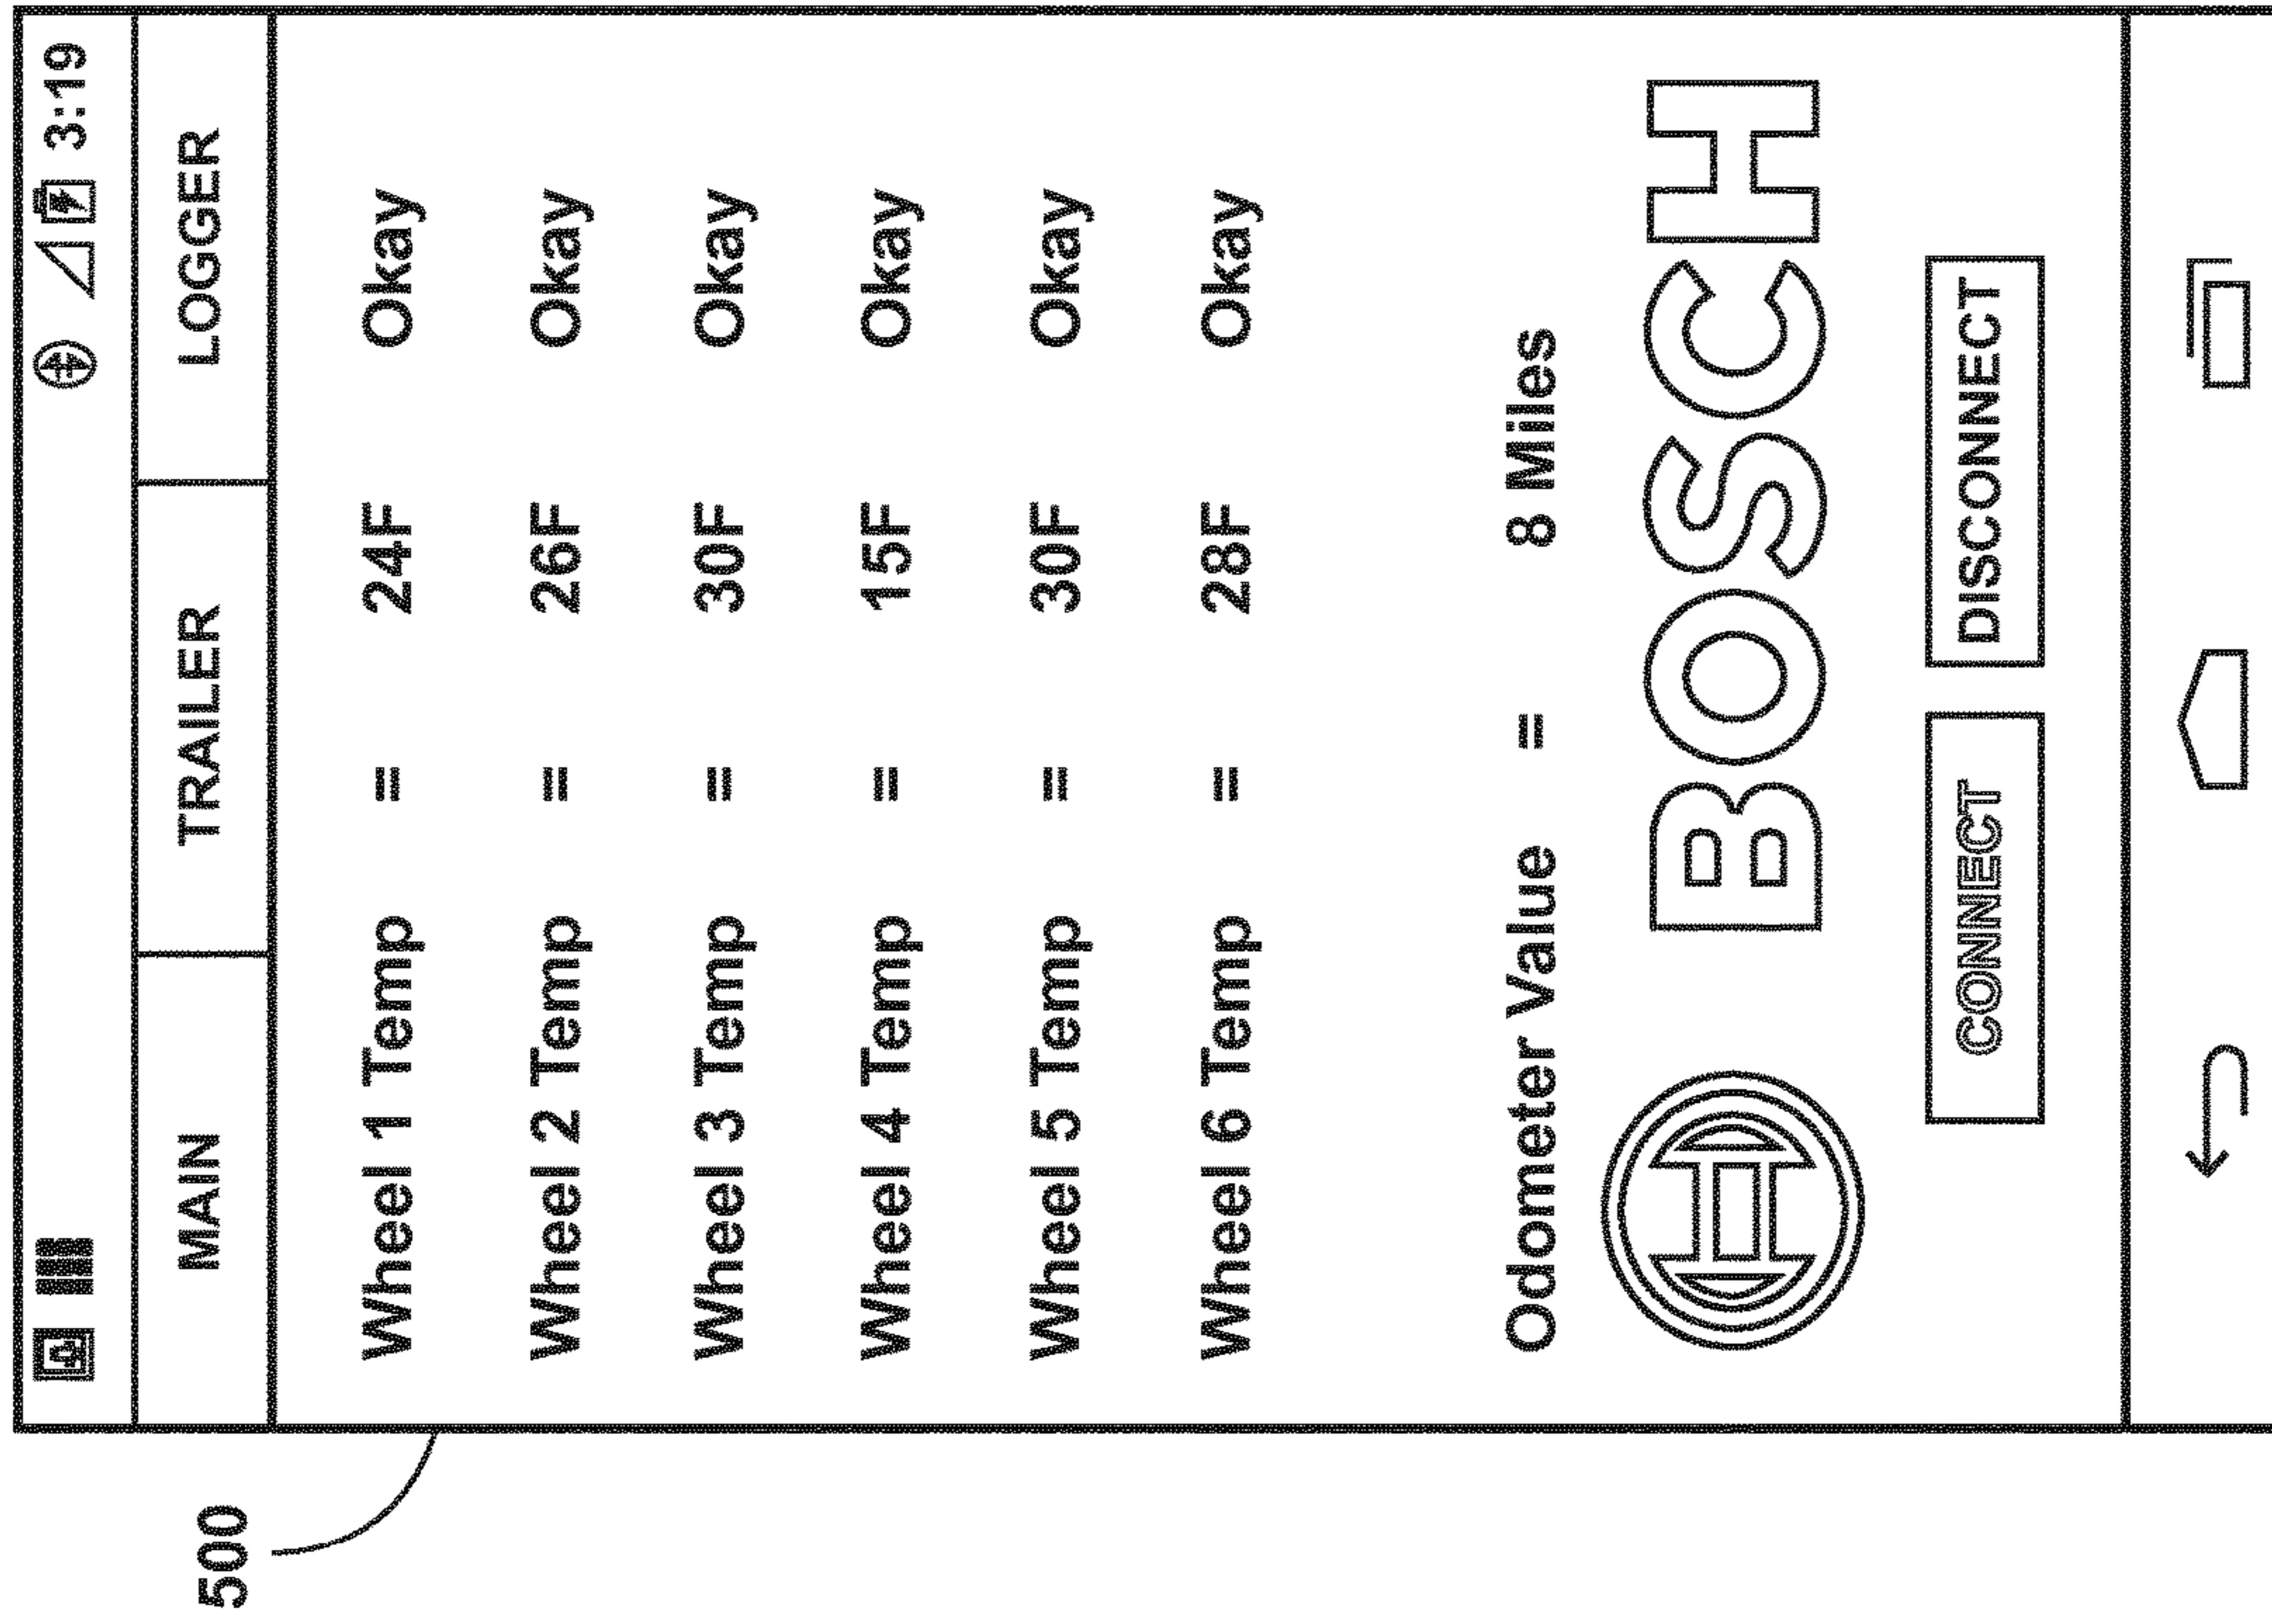 3:19
MAIN TRAILER LOGGER
Wheel 1 Temp = 24F Okay
Wheel 2 Temp = 26F Okay
Wheel 3 Temp = 30F Okay
Wheel 4 Temp = 15F Okay
Wheel 5 Temp = 30F Okay
Wheel 6 Temp = 28F Okay
Odometer Value = 8 Miles
BOSCH
CONNECT DISCONNECT
500